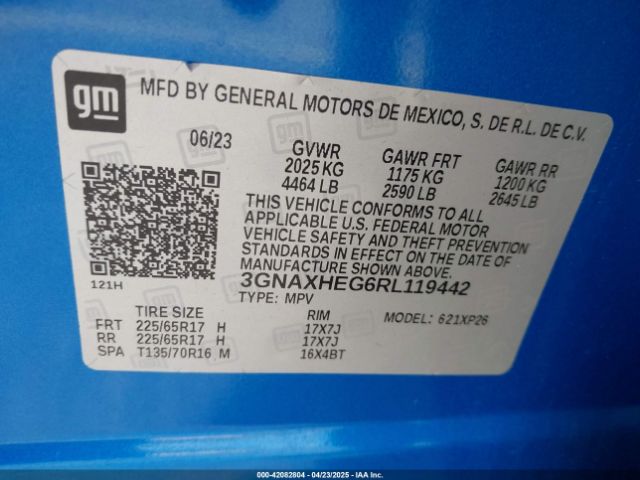 gm
MFD BY GENERAL MOTORS DE MEXICO, S. DE R.L. DE C.V.
06/23
GVWR GAWR FRT GAWR RR
2025 KG 1175 KG 1200 KG
4464 LB 2590 LB 2645 LB
THIS VEHICLE CONFORMS TO ALL
APPLICABLE U.S. FEDERAL MOTOR
VEHICLE SAFETY AND THEFT PREVENTION
STANDARDS IN EFFECT ON THE DATE OF
MANUFACTURE SHOWN ABOVE.
121H
3GNAXHEG6RL119442
TYPE: MPV
TIRE SIZE RIM MODEL: 621XP26
FRT 225/65R17 H 17X7J
RR 225/65R17 H 17X7J
SPA T135/70R16 M 16X4BT
000-42082804 - 04/23/2025 - IAA Inc.